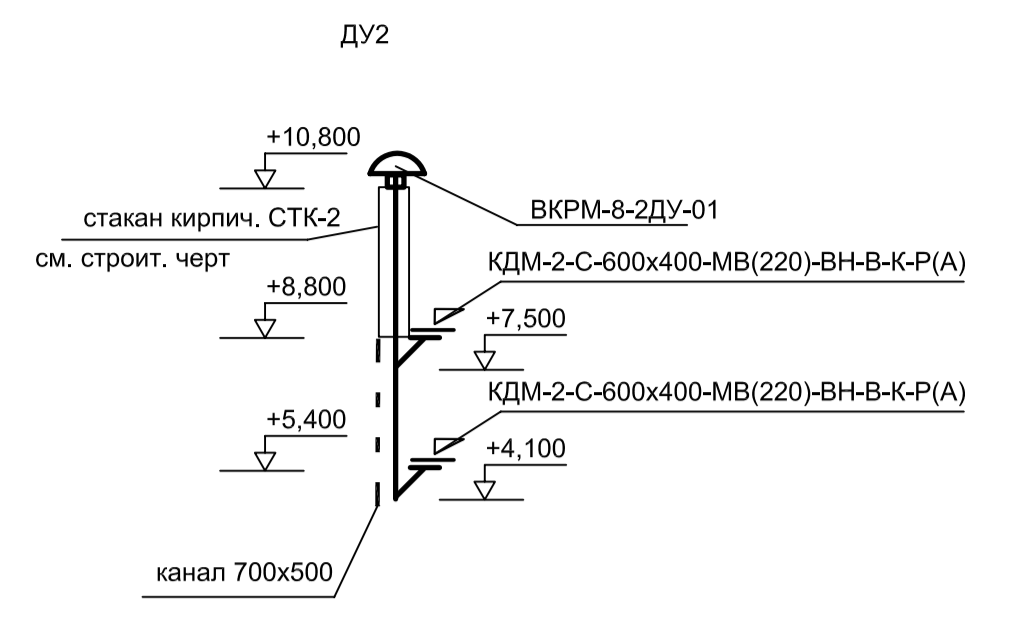 ДУ2
+10,800
стакан кирпич. СТК-2
см. строит. черт
ВКРМ-8-2ДУ-01
КДМ-2-С-600х400-МВ(220)-ВН-В-К-Р(А)
+8,800
+7,500
КДМ-2-С-600х400-МВ(220)-ВН-В-К-Р(А)
+5,400
+4,100
канал 700х500